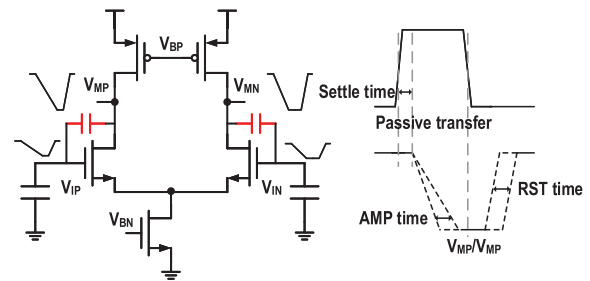 VBP
VMP
VMN
VIP
VIN
VBN
Settle time
Passive transfer
RST time
AMP time
VMP/VMP